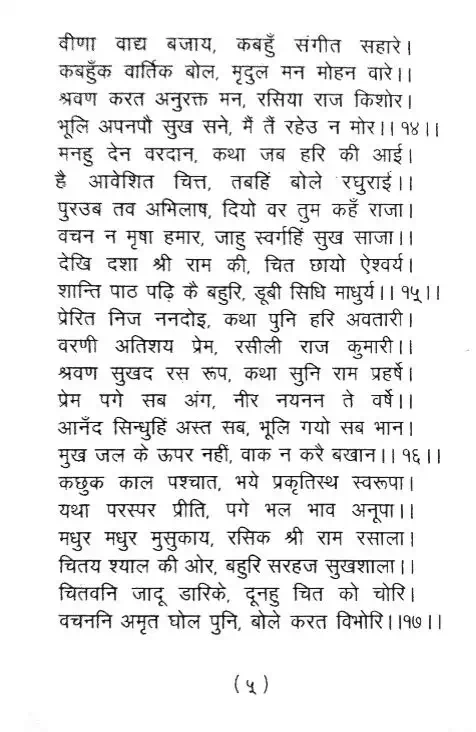 वीणा वाद्य बजाय, कबहुँ संगीत सहारे।
कबहुँक वार्तिक बोल, मृदुल मन मोहन वारे।।
श्रवण करत अनुरक्त मन, रसिया राज किशोर।
भूलि अपनपौ सुख सने, मैं तैं रहेउ न मोर।। १४।।
मनहु देन वरदान, कथा जब हरि की आई।
है आवेशित चित्त, तबहिं बोले रघुराई।।
पुरउब तव अभिलाष, दियो वर तुम कहँ राजा।
वचन न मृषा हमार, जाहु स्वर्गहिं सुख साजा।।
देखि दशा श्री राम की, चित छायो ऐश्वर्य।
शान्ति पाठ पढ़ि कै बहुरि, डूबी सिधि माधुर्य।। १५।।
प्रेरित निज ननदोइ, कथा पुनि हरि अवतारी।
वरणी अतिशय प्रेम, रसीली राज कुमारी।।
श्रवण सुखद रस रूप, कथा सुनि राम प्रहर्षे।
प्रेम पगे सब अंग, नीर नयनन ते वर्षे।।
आनँद सिन्धुहिं अस्त सब, भूलि गयो सब भान।
मुख जल के ऊपर नहीं, वाक न करै बखान।। १६।।
कछुक काल पश्चात, भये प्रकृतिस्थ स्वरूपा।
यथा परस्पर प्रीति, पगे भल भाव अनूपा।।
मधुर मधुर मुसुकाय, रसिक श्री राम रसाला।
चितय श्याल की ओर, बहुरि सरहज सुखशाला।।
चितवनि जादू डारिके, दूनहु चित को चोरि।
वचननि अमृत घोल पुनि, बोले करत विभोरि।।१७।।
(५)